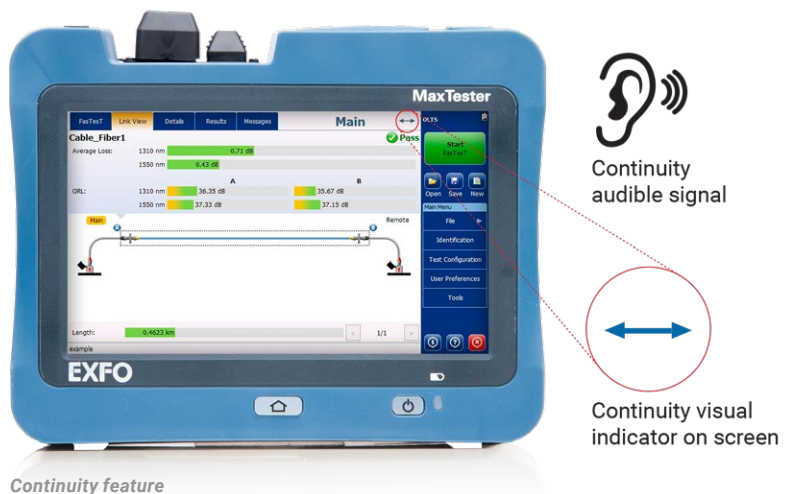 MaxTester
FasTesT Link View Details Results Messages Main OLTS
Cable_Fiber1 Pass
Start
FasTesT
Average Loss: 1310 nm 0.71 dB
1550 nm 0.43 dB
A B
ORL: 1310 nm 36.35 dB 35.67 dB
1550 nm 37.33 dB 37.15 dB
Open Save New
Main Menu
File
Identification
Test Configuration
User Preferences
Tools
Main Remote
A B
Length: 0.4623 km < 1/1 >
example
EXFO
Continuity
audible signal
Continuity visual
indicator on screen
Continuity feature